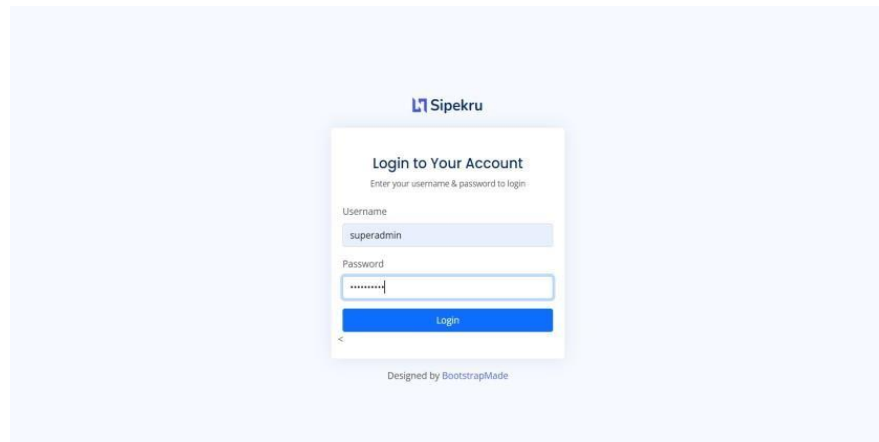 Sipekru
Login to Your Account
Enter your username & password to login
Username
superadmin
Password
••••••••••
Login
<
Designed by BootstrapMade